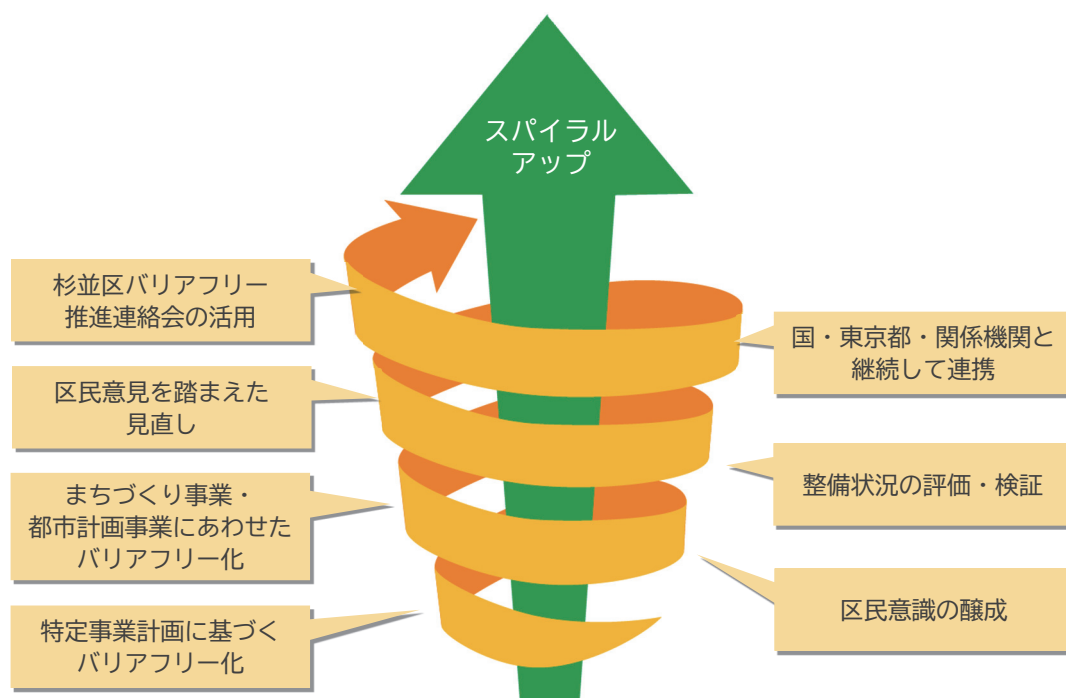 スパイラル
アップ
杉並区バリアフリー
推進連絡会の活用
区民意見を踏まえた
見直し
まちづくり事業・
都市計画事業にあわせた
バリアフリー化
特定事業計画に基づく
バリアフリー化
国・東京都・関係機関と
継続して連携
整備状況の評価・検証
区民意識の醸成